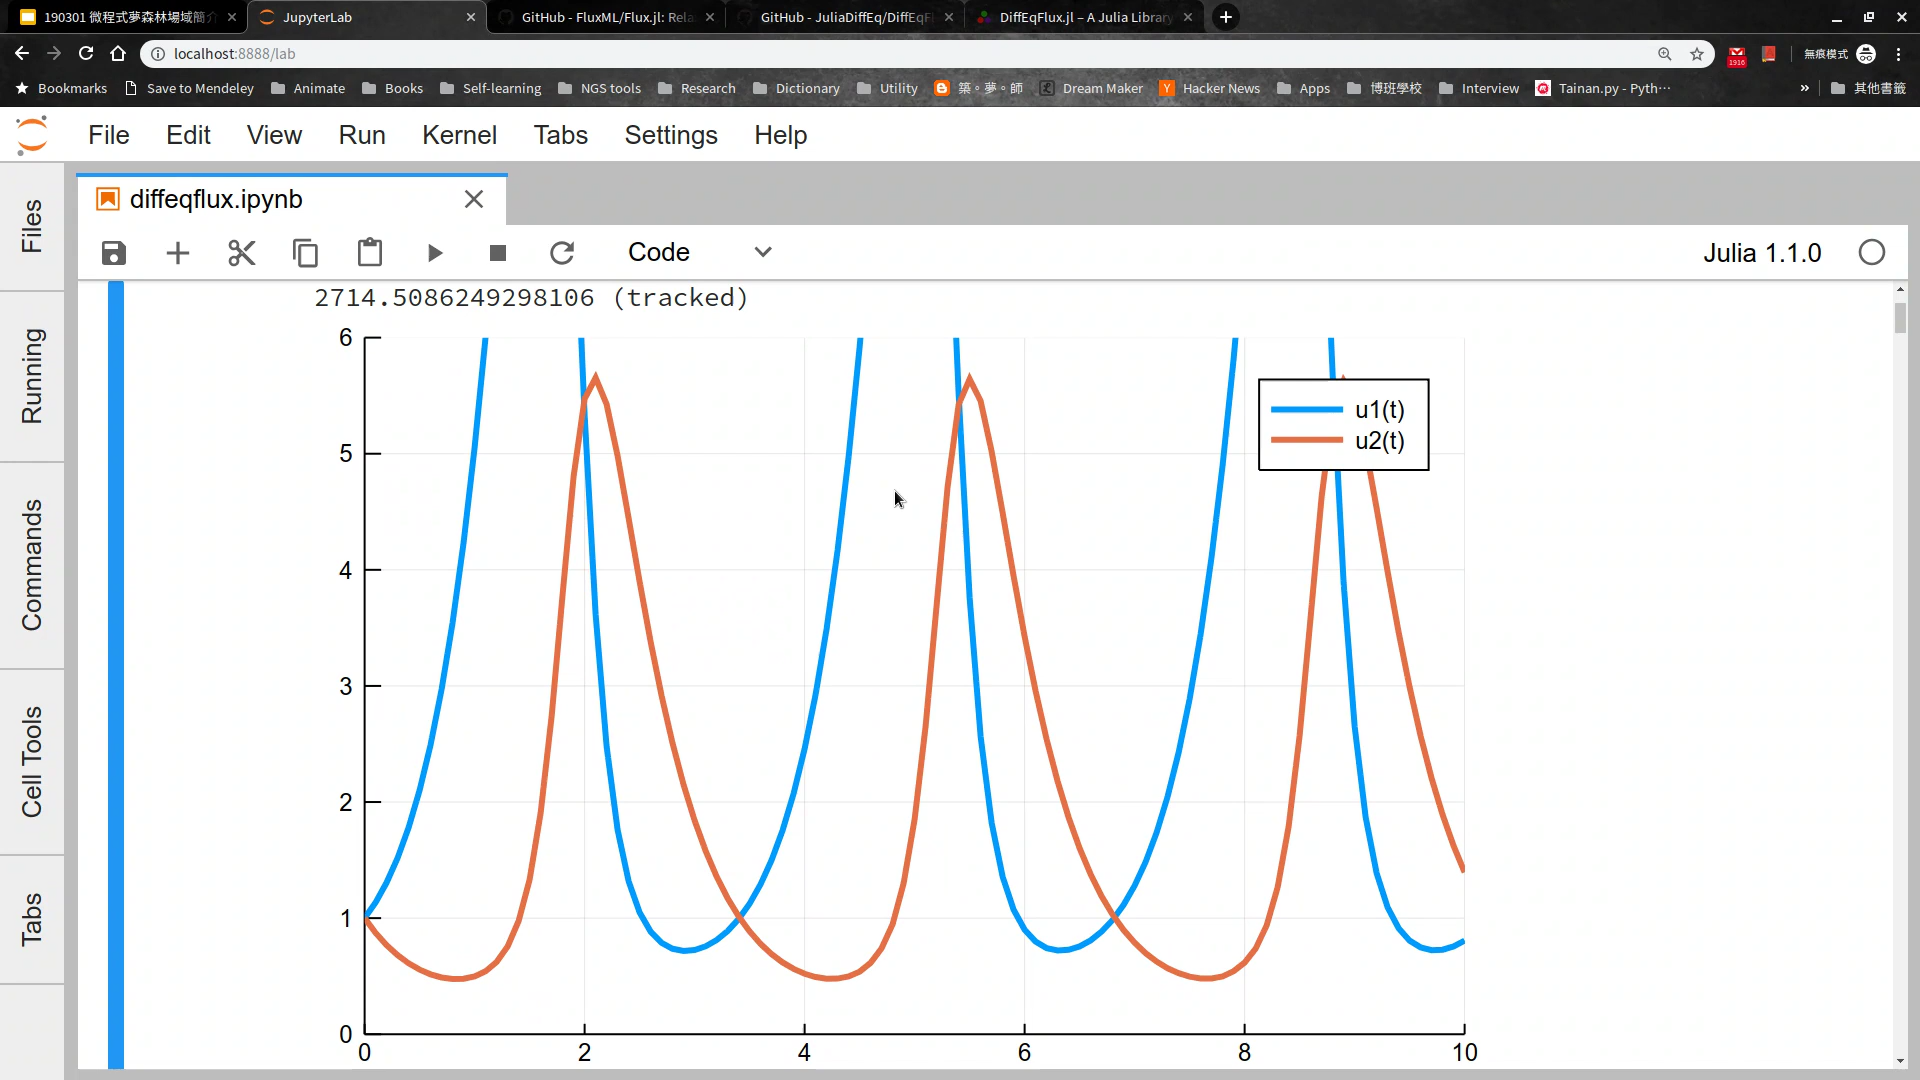 190301 微程式夢森林場域簡介
JupyterLab
GitHub - FluxML/Flux.jl: Rela
GitHub - JuliaDiffEq/DiffEqFl
DiffEqFlux.jl – A Julia Library
localhost:8888/lab
1916
無痕模式
Bookmarks
Save to Mendeley
Animate
Books
Self-learning
NGS tools
Research
Dictionary
Utility
築。夢。師
Dream Maker
Hacker News
Apps
博班學校
Interview
Tainan.py - Pyth…
»
其他書籤
File Edit View Run Kernel Tabs Settings Help
diffeqflux.ipynb
Code
Julia 1.1.0
Files
Running
Commands
Cell Tools
Tabs
2714.5086249298106 (tracked)
6
5
4
3
2
1
0
u1(t)
u2(t)
0 2 4 6 8 10